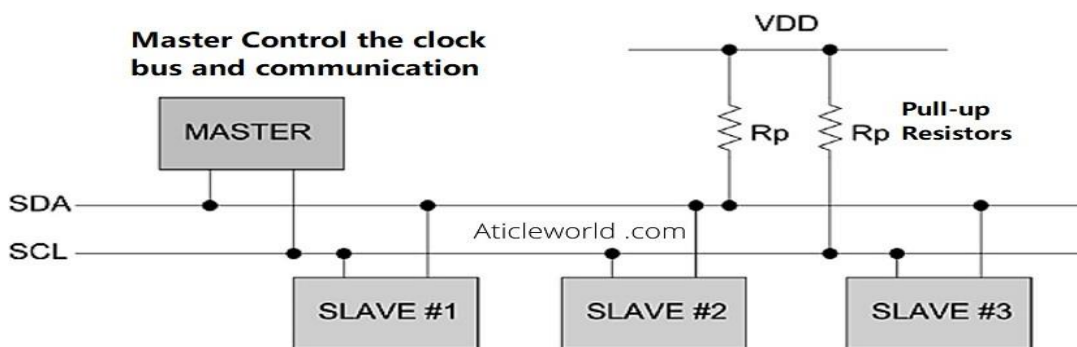 VDD
Master Control the clock
bus and communication
MASTER
Rp
Rp
Pull-up
Resistors
SDA
Aticleworld .com
SCL
SLAVE #1
SLAVE #2
SLAVE #3